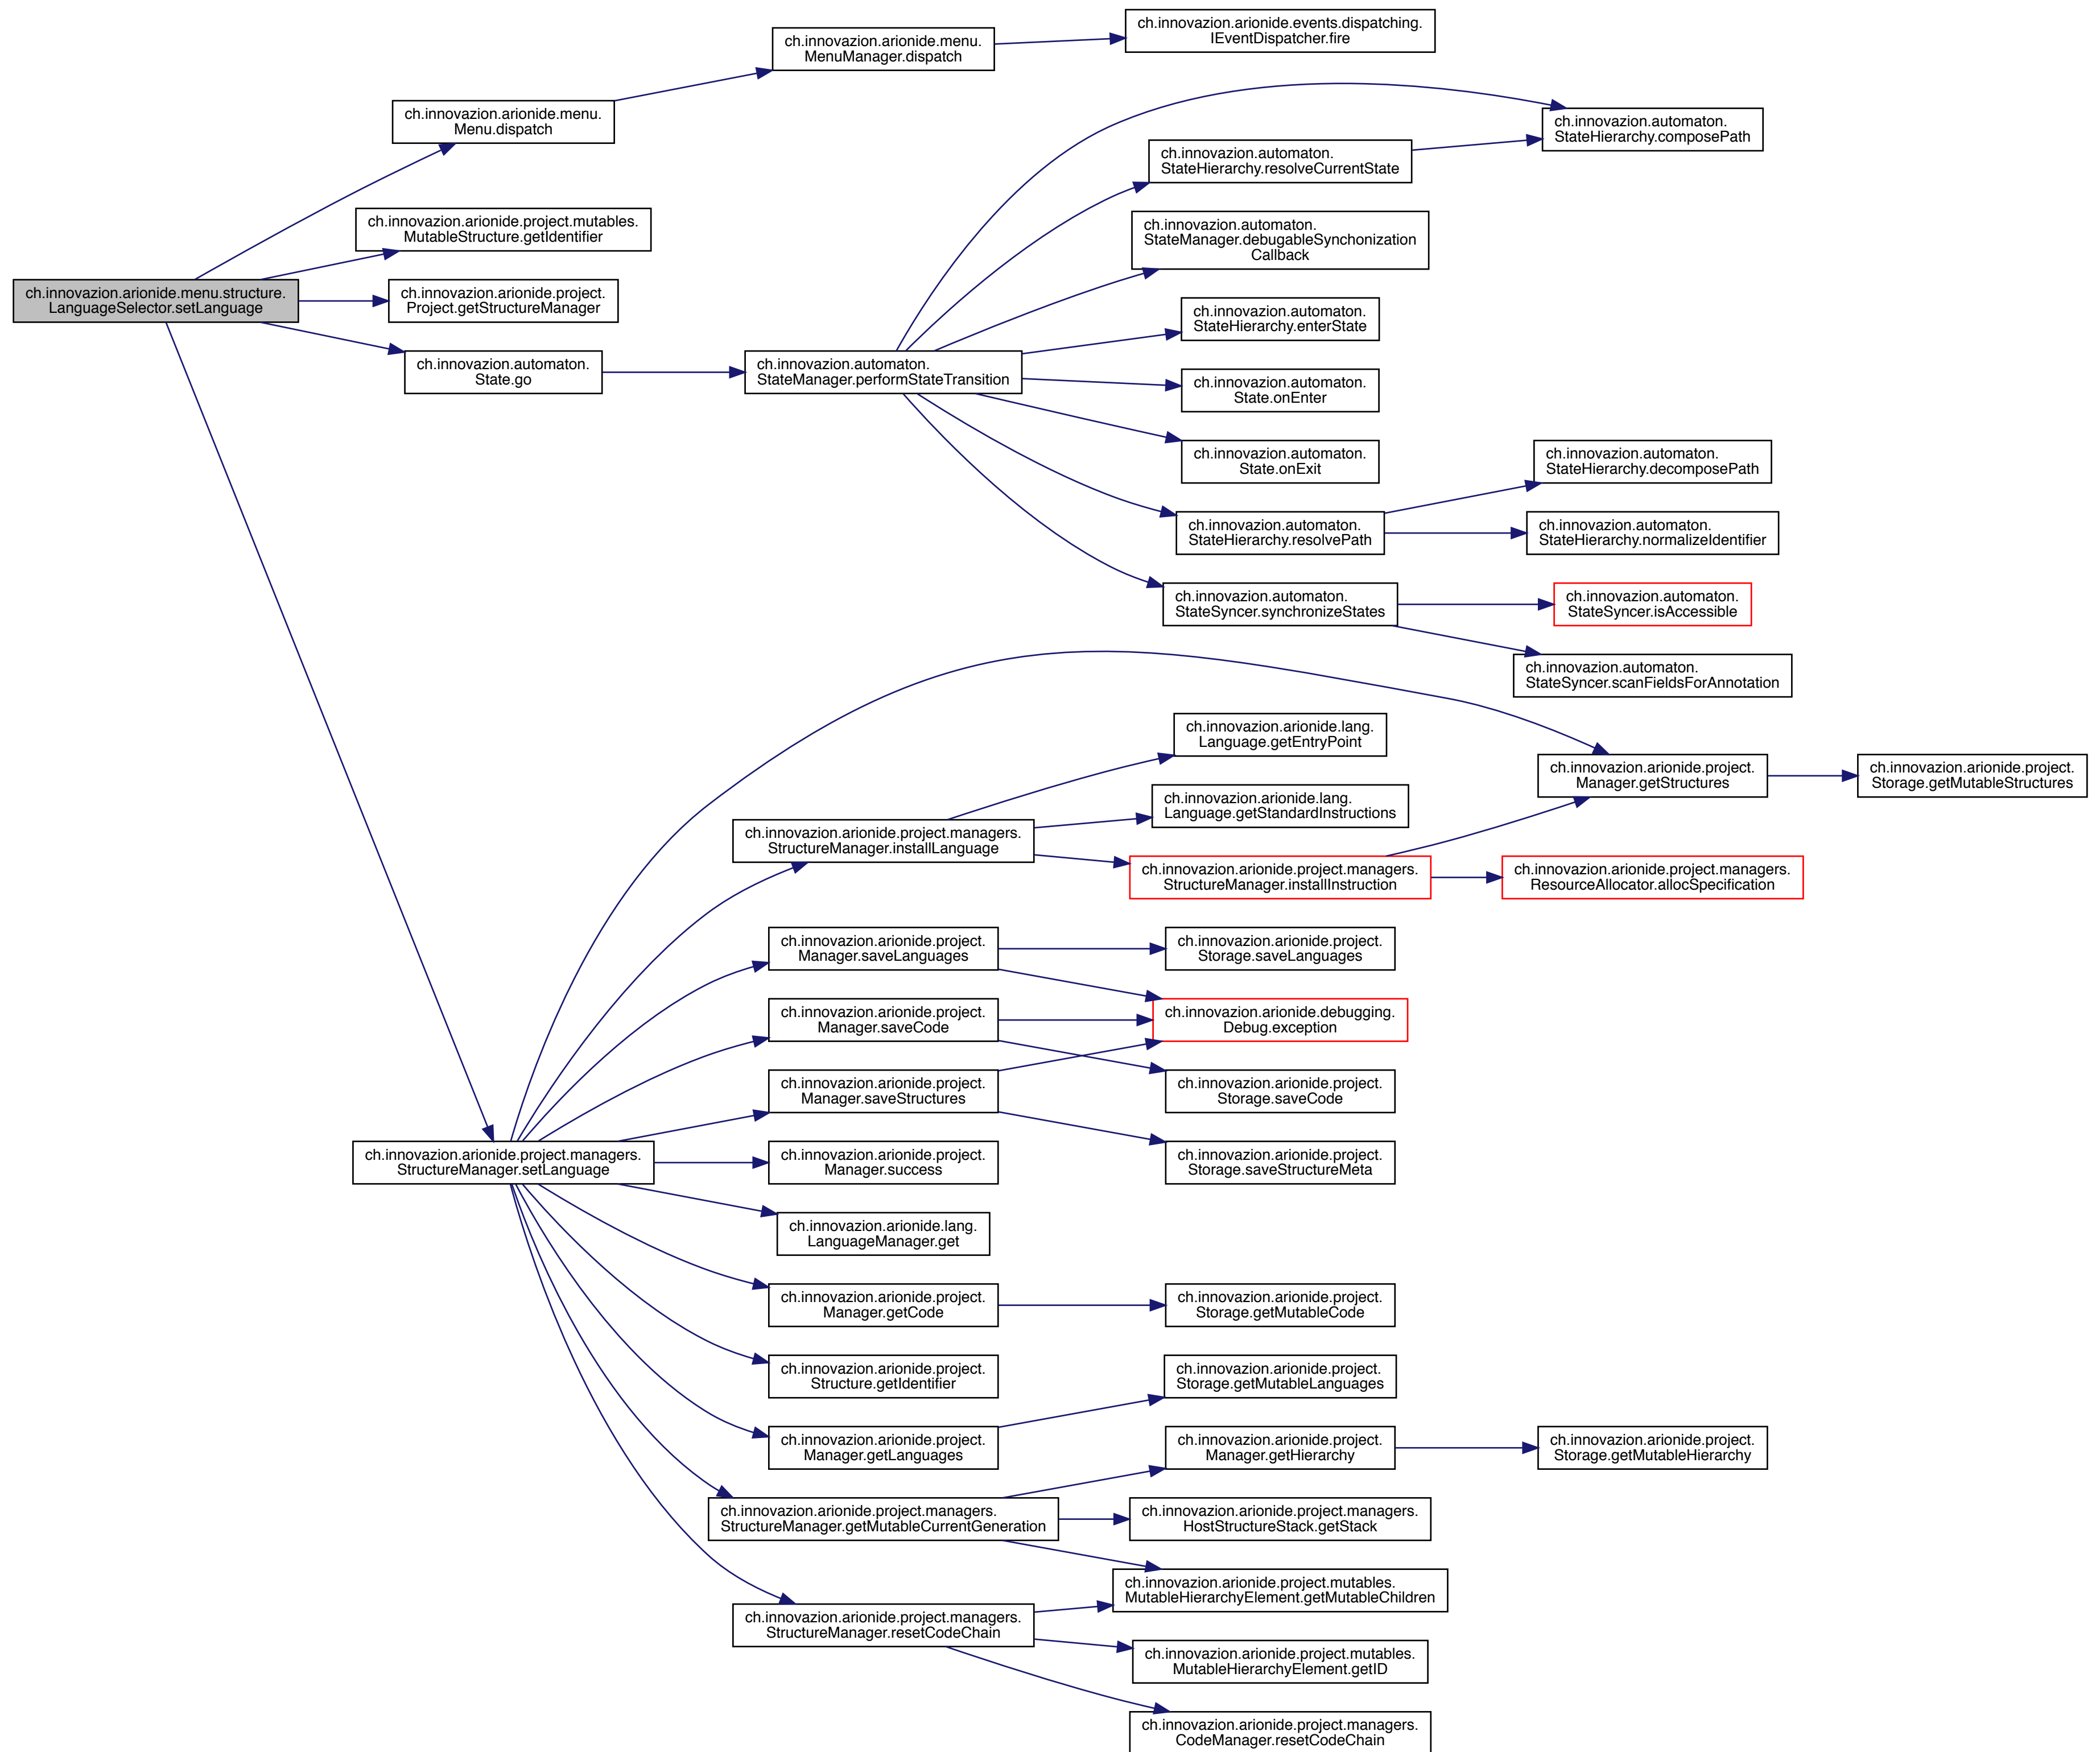 ch.innovazion.arionide.events.dispatching.
IEventDispatcher.fire
ch.innovazion.arionide.menu.
MenuManager.dispatch
ch.innovazion.arionide.menu.
Menu.dispatch
ch.innovazion.automaton.
StateHierarchy.composePath
ch.innovazion.automaton.
StateHierarchy.resolveCurrentState
ch.innovazion.arionide.project.mutables.
MutableStructure.getIdentifier
ch.innovazion.automaton.
StateManager.debugableSynchonization
Callback
ch.innovazion.arionide.menu.structure.
LanguageSelector.setLanguage
ch.innovazion.arionide.project.
Project.getStructureManager
ch.innovazion.automaton.
StateHierarchy.enterState
ch.innovazion.automaton.
State.go
ch.innovazion.automaton.
StateManager.performStateTransition
ch.innovazion.automaton.
State.onEnter
ch.innovazion.automaton.
State.onExit
ch.innovazion.automaton.
StateHierarchy.decomposePath
ch.innovazion.automaton.
StateHierarchy.resolvePath
ch.innovazion.automaton.
StateHierarchy.normalizeIdentifier
ch.innovazion.automaton.
StateSyncer.synchronizeStates
ch.innovazion.automaton.
StateSyncer.isAccessible
ch.innovazion.automaton.
StateSyncer.scanFieldsForAnnotation
ch.innovazion.arionide.lang.
Language.getEntryPoint
ch.innovazion.arionide.project.
Manager.getStructures
ch.innovazion.arionide.project.
Storage.getMutableStructures
ch.innovazion.arionide.lang.
Language.getStandardInstructions
ch.innovazion.arionide.project.managers.
StructureManager.installLanguage
ch.innovazion.arionide.project.managers.
StructureManager.installInstruction
ch.innovazion.arionide.project.managers.
ResourceAllocator.allocSpecification
ch.innovazion.arionide.project.
Manager.saveLanguages
ch.innovazion.arionide.project.
Storage.saveLanguages
ch.innovazion.arionide.project.
Manager.saveCode
ch.innovazion.arionide.debugging.
Debug.exception
ch.innovazion.arionide.project.
Manager.saveStructures
ch.innovazion.arionide.project.
Storage.saveCode
ch.innovazion.arionide.project.managers.
StructureManager.setLanguage
ch.innovazion.arionide.project.
Manager.success
ch.innovazion.arionide.project.
Storage.saveStructureMeta
ch.innovazion.arionide.lang.
LanguageManager.get
ch.innovazion.arionide.project.
Manager.getCode
ch.innovazion.arionide.project.
Storage.getMutableCode
ch.innovazion.arionide.project.
Structure.getIdentifier
ch.innovazion.arionide.project.
Storage.getMutableLanguages
ch.innovazion.arionide.project.
Manager.getLanguages
ch.innovazion.arionide.project.
Manager.getHierarchy
ch.innovazion.arionide.project.
Storage.getMutableHierarchy
ch.innovazion.arionide.project.managers.
StructureManager.getMutableCurrentGeneration
ch.innovazion.arionide.project.managers.
HostStructureStack.getStack
ch.innovazion.arionide.project.mutables.
MutableHierarchyElement.getMutableChildren
ch.innovazion.arionide.project.managers.
StructureManager.resetCodeChain
ch.innovazion.arionide.project.mutables.
MutableHierarchyElement.getID
ch.innovazion.arionide.project.managers.
CodeManager.resetCodeChain